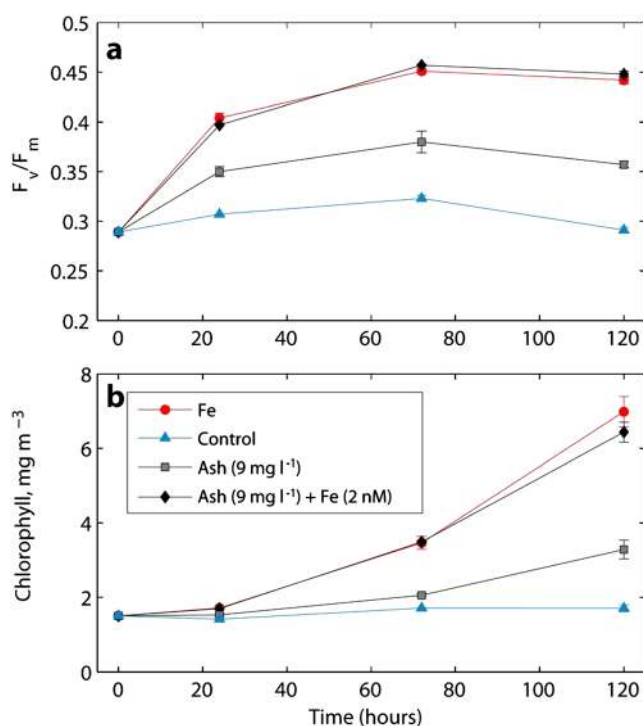 a
0.5
0.45
0.4
0.35
0.3
0.25
0.2
Fv/Fm
0 20 40 60 80 100 120
b
8
6
4
2
0
Chlorophyll, mg m⁻³
Fe
Control
Ash (9 mg l⁻¹)
Ash (9 mg l⁻¹) + Fe (2 nM)
0 20 40 60 80 100 120
Time (hours)